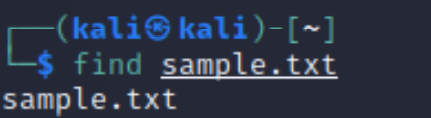 ┌──(kali㉿kali)-[~]
└─$ find sample.txt
sample.txt